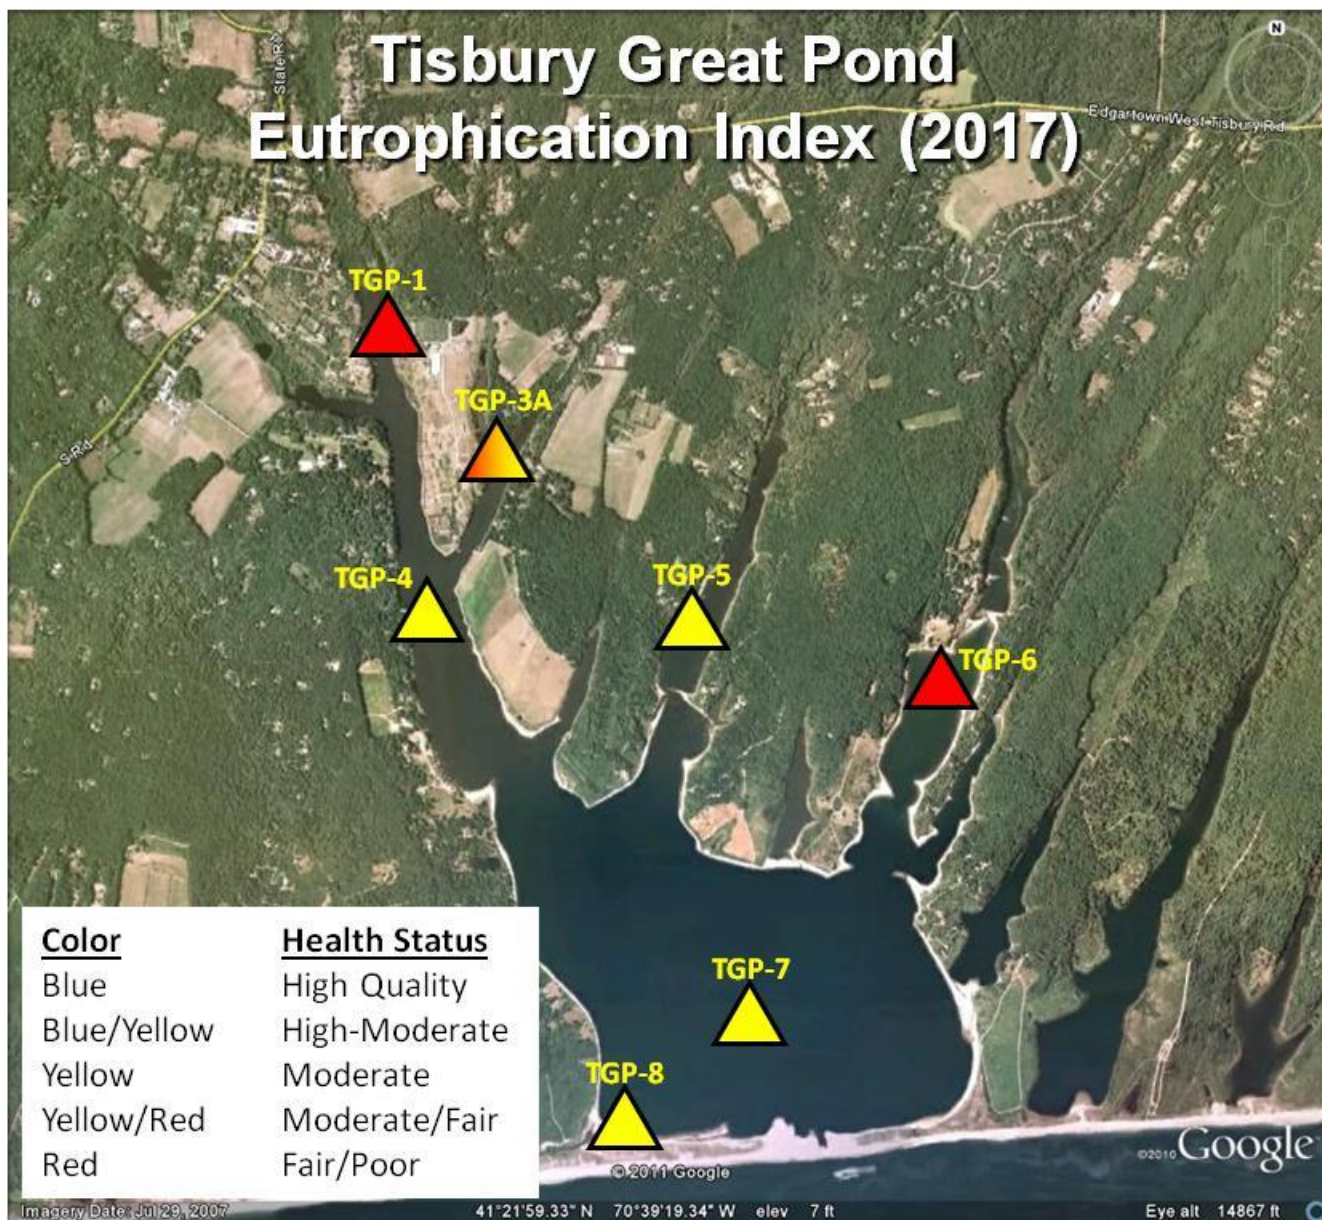 Tisbury Great Pond
Eutrophication Index (2017)
N
State Rd
Edgartown West Tisbury Rd
TGP-1
TGP-3A
S Rd
TGP-4
TGP-5
TGP-6
TGP-7
TGP-8
Color Health Status
Blue High Quality
Blue/Yellow High-Moderate
Yellow Moderate
Yellow/Red Moderate/Fair
Red Fair/Poor
©2010 Google
© 2011 Google
Imagery Date: Jul 29, 2007 41°21'59.33" N 70°39'19.34" W elev 7 ft Eye alt 14867 ft